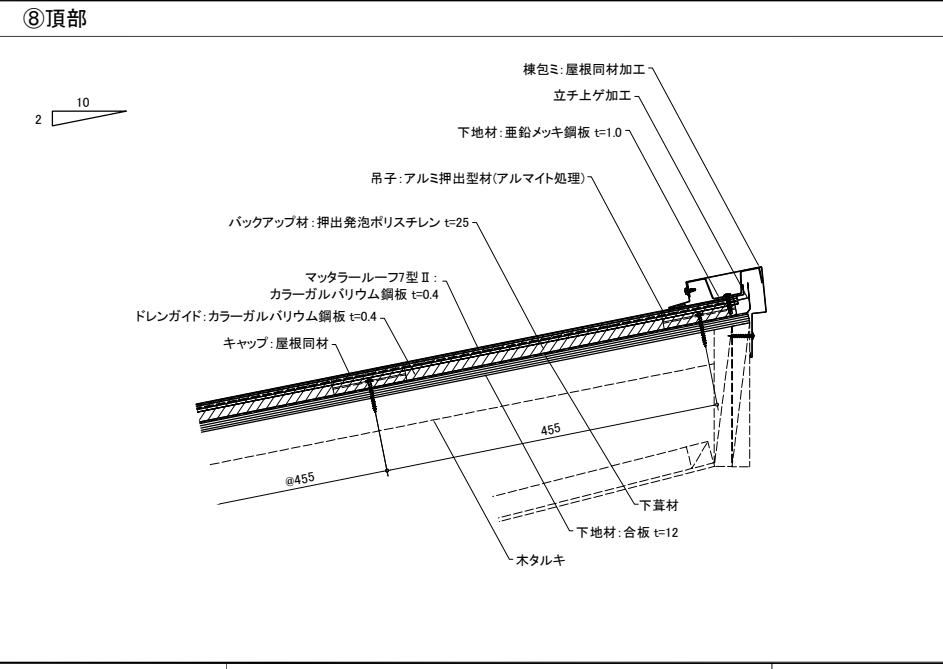 ⑧頂部
棟包ミ:屋根同材加工
立チ上ゲ加工
10
2
下地材:亜鉛メッキ鋼板 t=1.0
吊子:アルミ押出型材(アルマイト処理)
バックアップ材:押出発泡ポリスチレン t=25
マッタラールーフ7型Ⅱ:
カラーガルバリウム鋼板 t=0.4
ドレンガイド:カラーガルバリウム鋼板 t=0.4
キャップ:屋根同材
455
@455
下葺材
下地材:合板 t=12
木タルキ